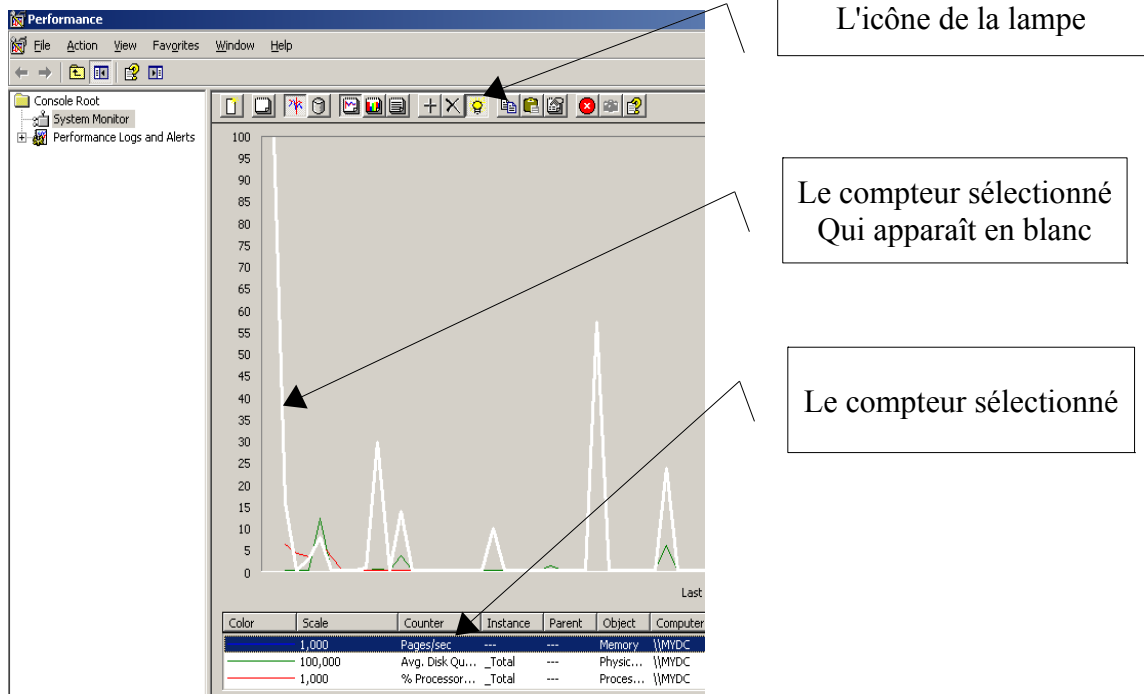 Performance
File Action View Favorites Window Help
L'icône de la lampe
Console Root
System Monitor
Performance Logs and Alerts
100
95
90
85
80
75
70
65
60
55
50
45
40
35
30
25
20
15
10
5
0
Le compteur sélectionné
Qui apparaît en blanc
Le compteur sélectionné
Last
Color Scale Counter Instance Parent Object Computer
1,000 Pages/sec --- --- Memory \\MYDC
100,000 Avg. Disk Qu... _Total --- Physic... \\MYDC
1,000 % Processor... _Total --- Proces... \\MYDC